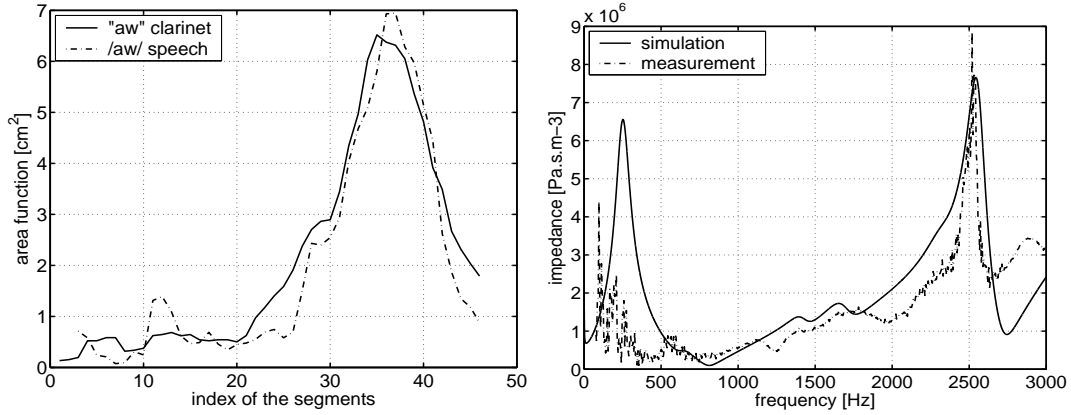 "aw" clarinet
/aw/ speech
area function [cm²]
7
6
5
4
3
2
1
0
0 10 20 30 40 50
index of the segments
x 10⁶
simulation
measurement
impedance [Pa.s.m−3]
9
8
7
6
5
4
3
2
1
0
0 500 1000 1500 2000 2500 3000
frequency [Hz]